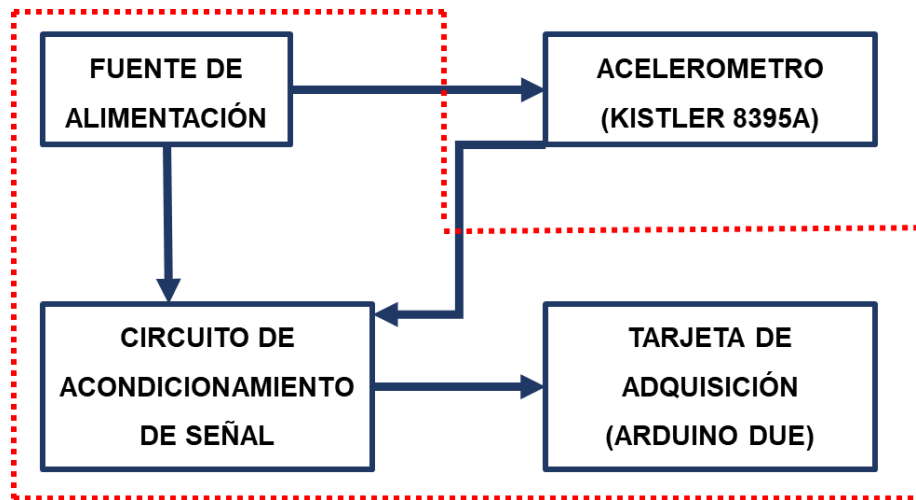 FUENTE DE
ALIMENTACIÓN
ACELEROMETRO
(KISTLER 8395A)
CIRCUITO DE
ACONDICIONAMIENTO
DE SEÑAL
TARJETA DE
ADQUISICIÓN
(ARDUINO DUE)